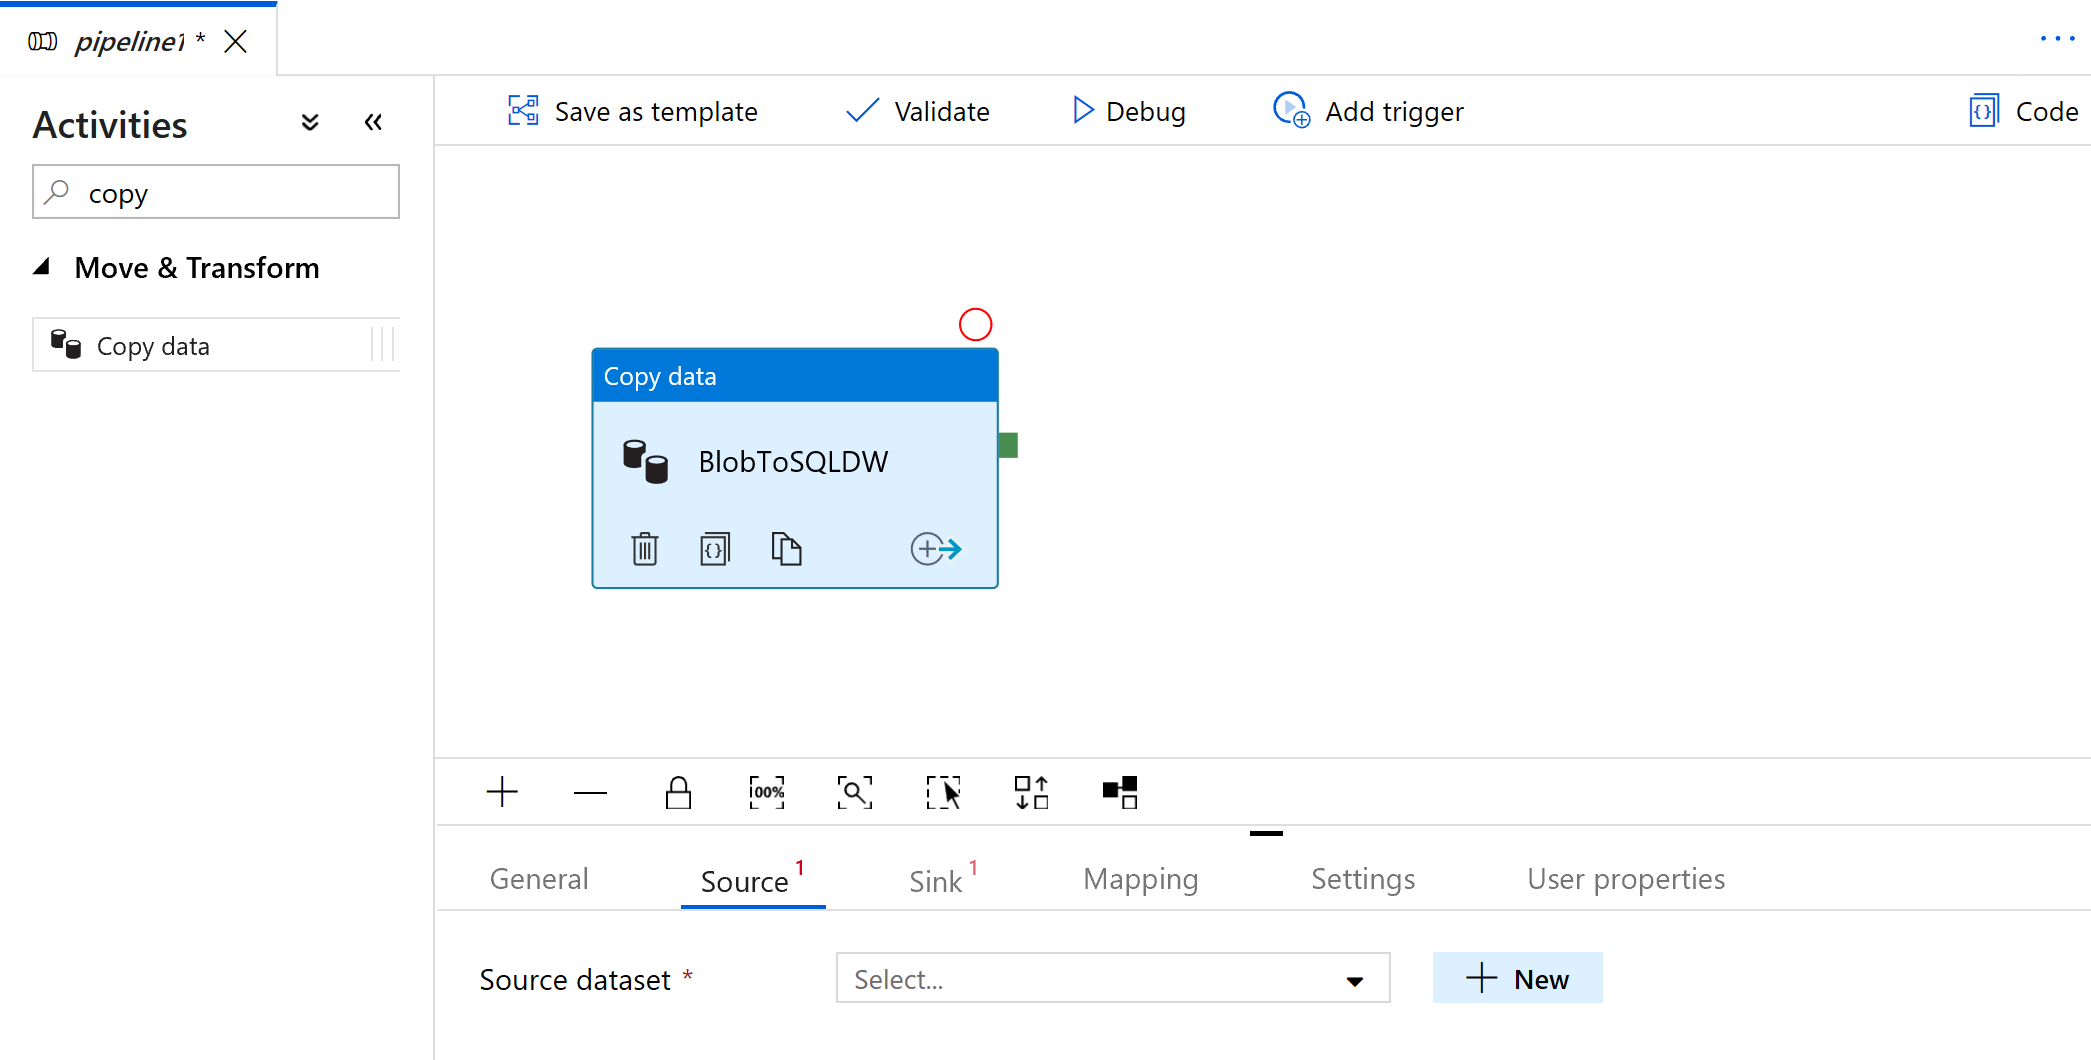 pipeline1 *
Activities
copy
Move & Transform
Copy data
Save as template
Validate
Debug
Add trigger
Code
Copy data
BlobToSQLDW
00%
General
Source 1
Sink 1
Mapping
Settings
User properties
Source dataset *
Select...
New